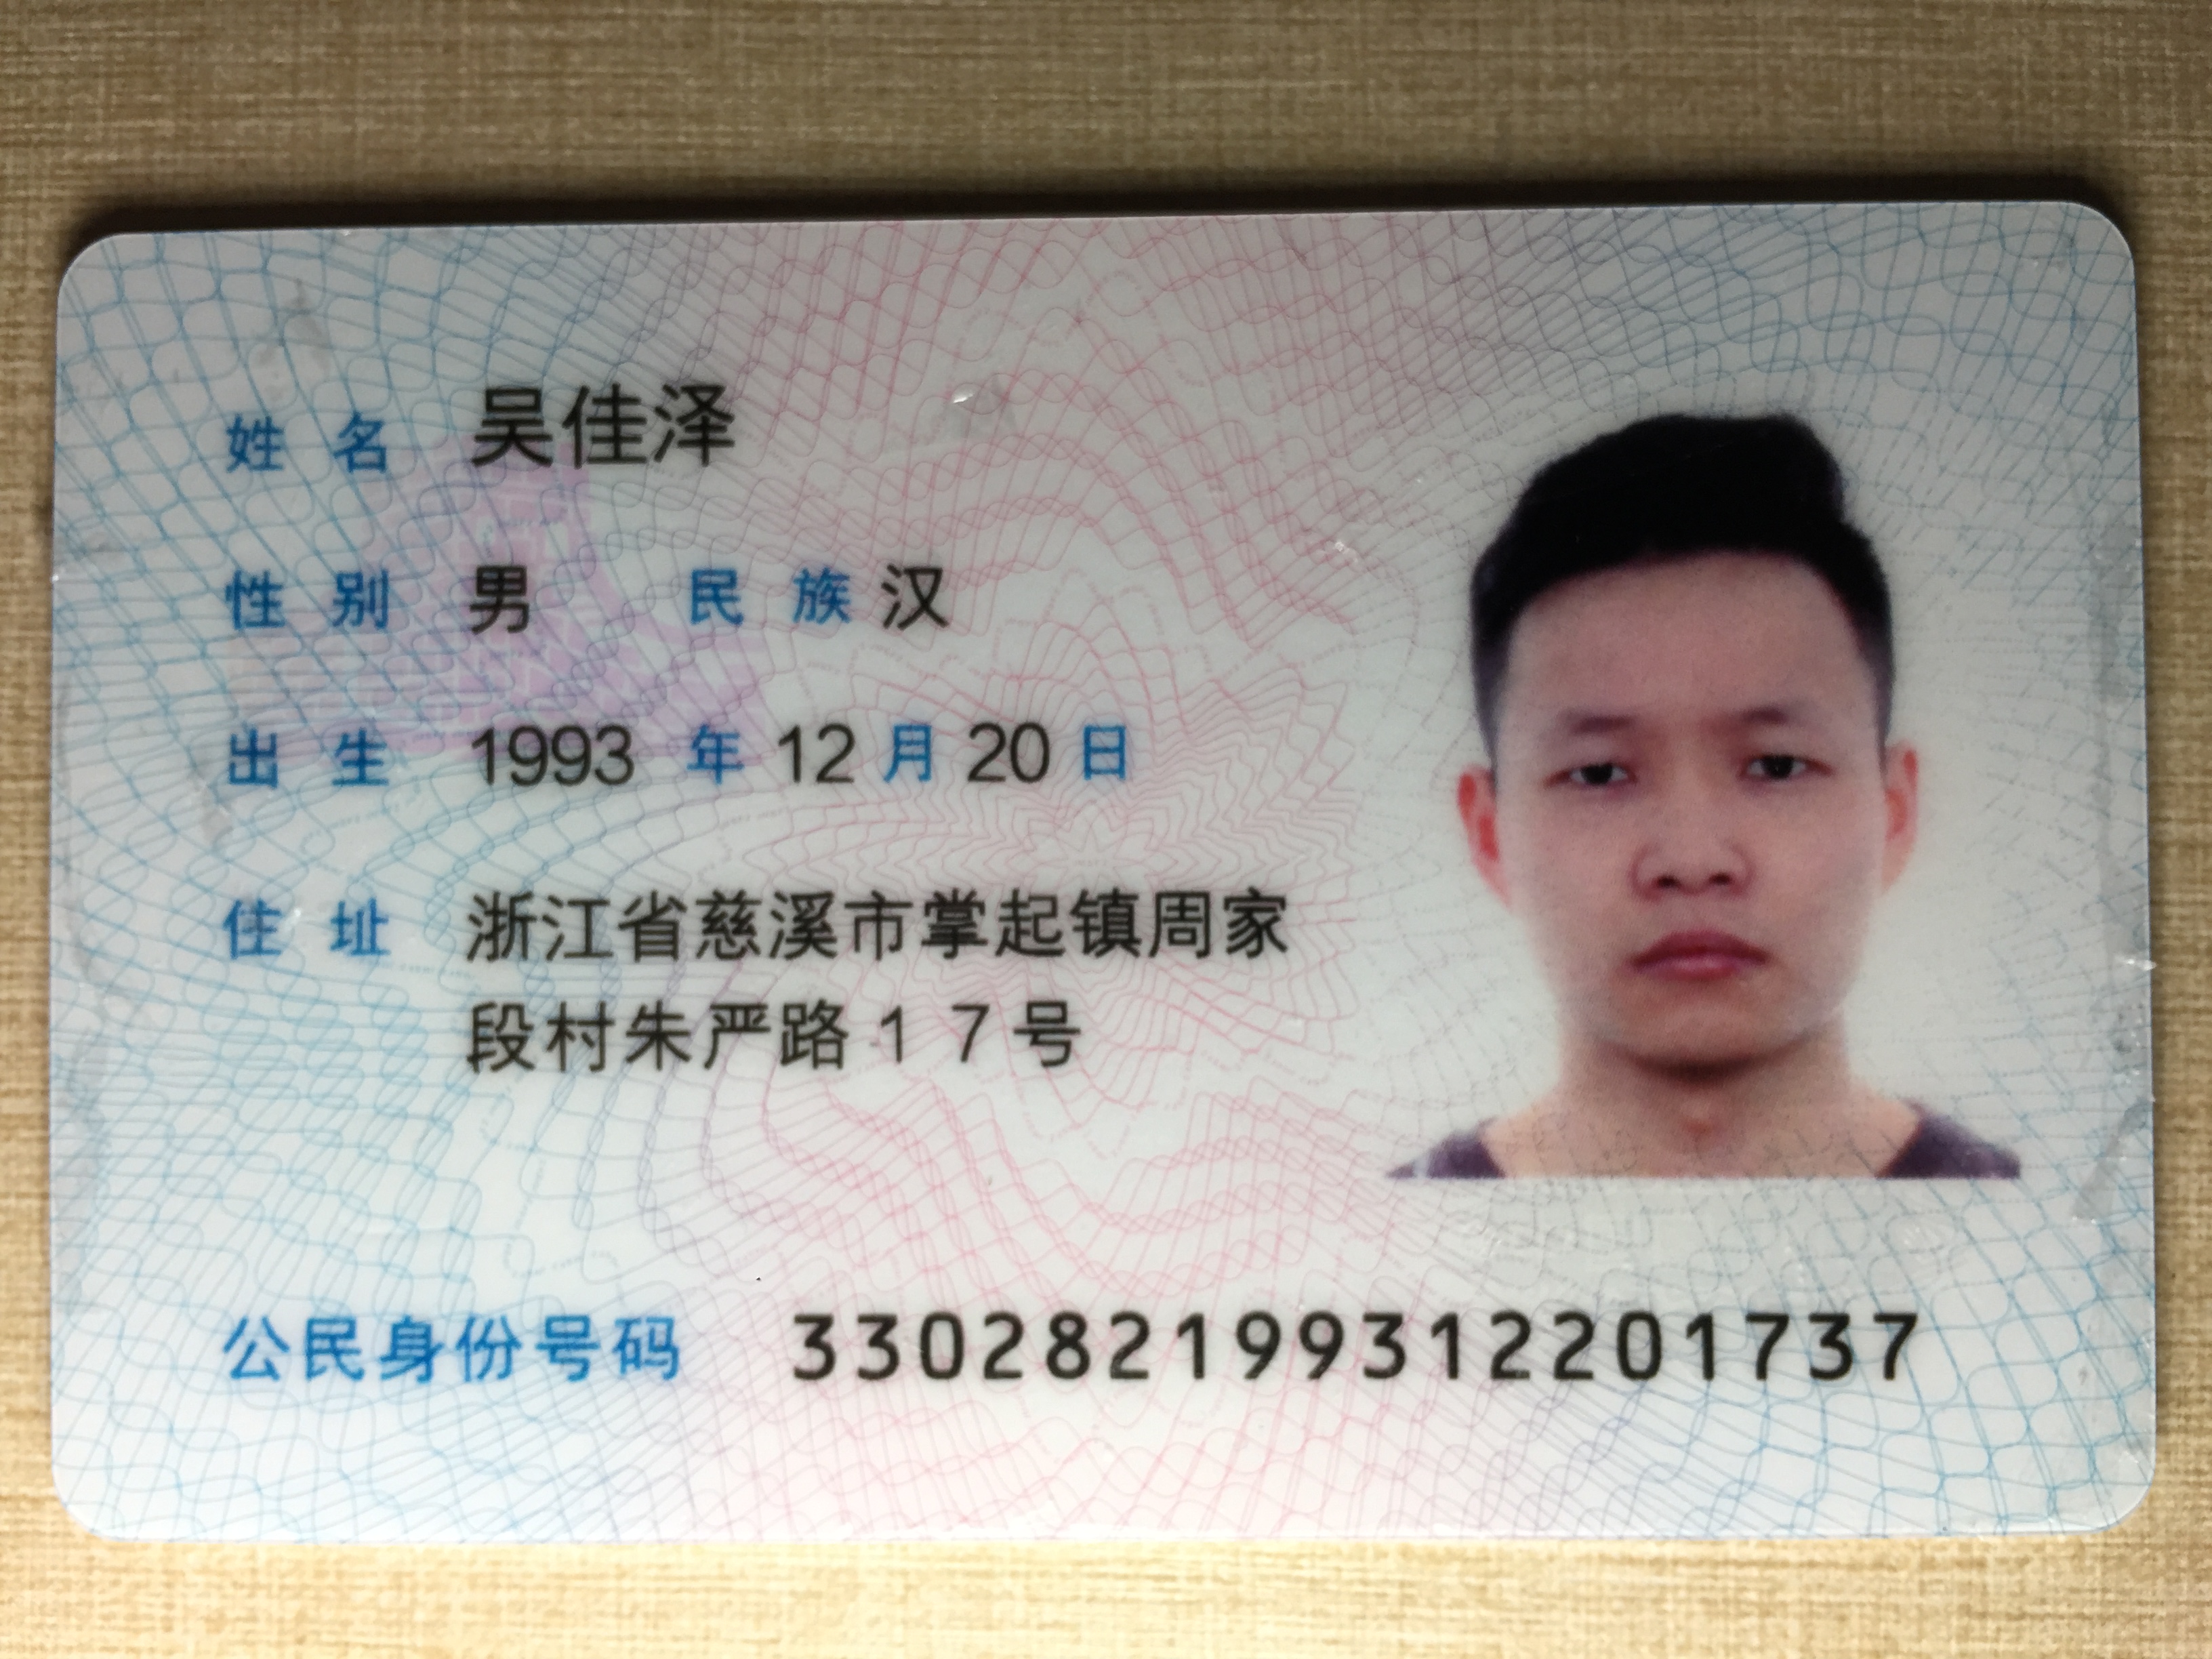 姓名 吴佳泽
性别 男 民族 汉
出生 1993 年 12 月 20 日
住址 浙江省慈溪市掌起镇周家
段村朱严路17号
公民身份号码 330282199312201737